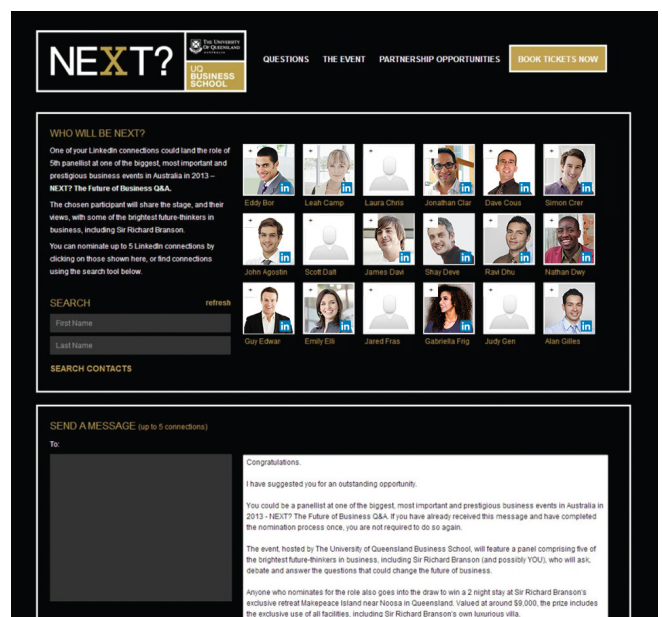 NEXT?
THE UNIVERSITY
OF QUEENSLAND
AUSTRALIA
UQ
BUSINESS
SCHOOL
QUESTIONS THE EVENT PARTNERSHIP OPPORTUNITIES BOOK TICKETS NOW
WHO WILL BE NEXT?
One of your LinkedIn connections could land the role of
5th panellist at one of the biggest, most important and
prestigious business events in Australia in 2013 –
NEXT? The Future of Business Q&A.
The chosen participant will share the stage, and their
views, with some of the brightest future-thinkers in
business, including Sir Richard Branson.
You can nominate up to 5 LinkedIn connections by
clicking on those shown here, or find connections
using the search tool below.
SEARCH refresh
First Name
Last Name
SEARCH CONTACTS
+ in + in + + in + in + in
Eddy Bor Leah Camp Laura Chris Jonathan Clar Dave Cous Simon Crer
+ in + + in + in + in + in
John Agostin Scott Dalt James Davi Shay Deve Ravi Dhu Nathan Dwy
+ in + in + + in + + in
Guy Edwar Emily Elli Jared Fras Gabriella Frig Judy Gen Alan Gilles
SEND A MESSAGE (up to 5 connections)
To:
Congratulations.
I have suggested you for an outstanding opportunity.
You could be a panellist at one of the biggest, most important and prestigious business events in Australia in
2013 - NEXT? The Future of Business Q&A. If you have already received this message and have completed
the nomination process once, you are not required to do so again.
The event, hosted by The University of Queensland Business School, will feature a panel comprising five of
the brightest future-thinkers in business, including Sir Richard Branson (and possibly YOU), who will ask,
debate and answer the questions that could change the future of business.
Anyone who nominates for the role also goes into the draw to win a 2 night stay at Sir Richard Branson's
exclusive retreat Makepeace Island near Noosa in Queensland. Valued at around $9,000, the prize includes
the exclusive use of all facilities, including Sir Richard Branson's own luxurious villa.